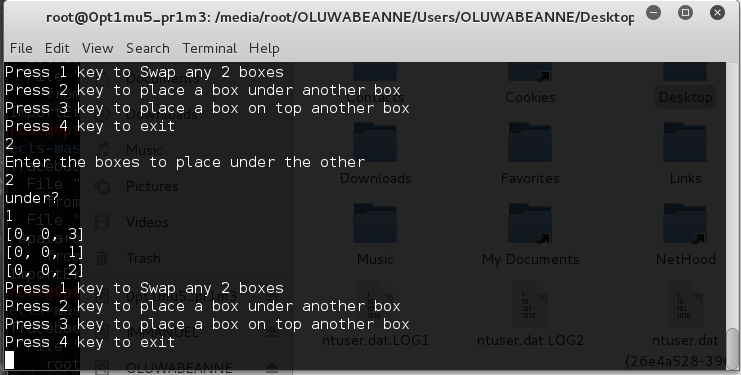 root@0pt1mu5_pr1m3: /media/root/OLUWABEANNE/Users/OLUWABEANNE/Desktop
File Edit View Search Terminal Help
Press 1 key to Swap any 2 boxes
Press 2 key to place a box under another box
Press 3 key to place a box on top another box
Press 4 key to exit
2
Enter the boxes to place under the other
2
under?
1
[0, 0, 3]
[0, 0, 1]
[0, 0, 2]
Press 1 key to Swap any 2 boxes
Press 2 key to place a box under another box
Press 3 key to place a box on top another box
Press 4 key to exit
Documents
Downloads
Music
Pictures
Videos
Trash
0pt1mu5_pr1m3
IMMANUEL
OLUWABEANNE
Contacts
Cookies
Desktop
Downloads
Favorites
Links
Music
My Documents
NetHood
ntuser.dat.LOG1
ntuser.dat.LOG2
ntuser.dat